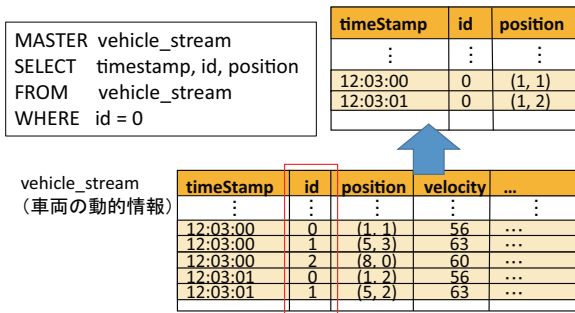 MASTER vehicle_stream
SELECT timestamp, id, position
FROM vehicle_stream
WHERE id = 0
timeStamp id position
⋮ ⋮ ⋮
12:03:00 0 (1, 1)
12:03:01 0 (1, 2)
vehicle_stream
(車両の動的情報)
timeStamp id position velocity ...
⋮ ⋮ ⋮ ⋮ ⋮
12:03:00 0 (1, 1) 56 ⋯
12:03:00 1 (5, 3) 63 ⋯
12:03:00 2 (8, 0) 60 ⋯
12:03:01 0 (1, 2) 56 ⋯
12:03:01 1 (5, 2) 63 ⋯